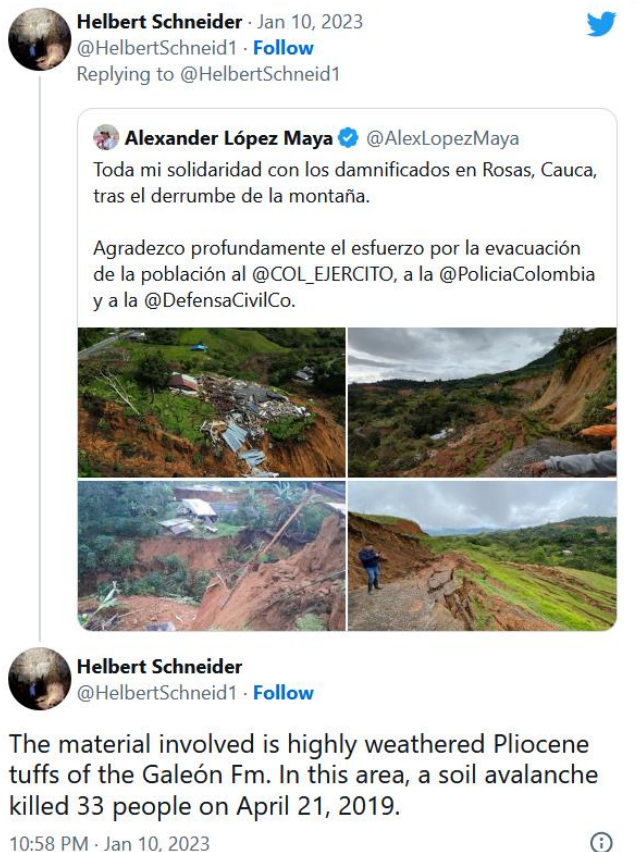 Helbert Schneider · Jan 10, 2023
@HelbertSchneid1 · Follow
Replying to @HelbertSchneid1
Alexander López Maya @AlexLopezMaya
Toda mi solidaridad con los damnificados en Rosas, Cauca,
tras el derrumbe de la montaña.
Agradezco profundamente el esfuerzo por la evacuación
de la población al @COL_EJERCITO, a la @PoliciaColombia
y a la @DefensaCivilCo.
Helbert Schneider
@HelbertSchneid1 · Follow
The material involved is highly weathered Pliocene
tuffs of the Galeón Fm. In this area, a soil avalanche
killed 33 people on April 21, 2019.
10:58 PM · Jan 10, 2023